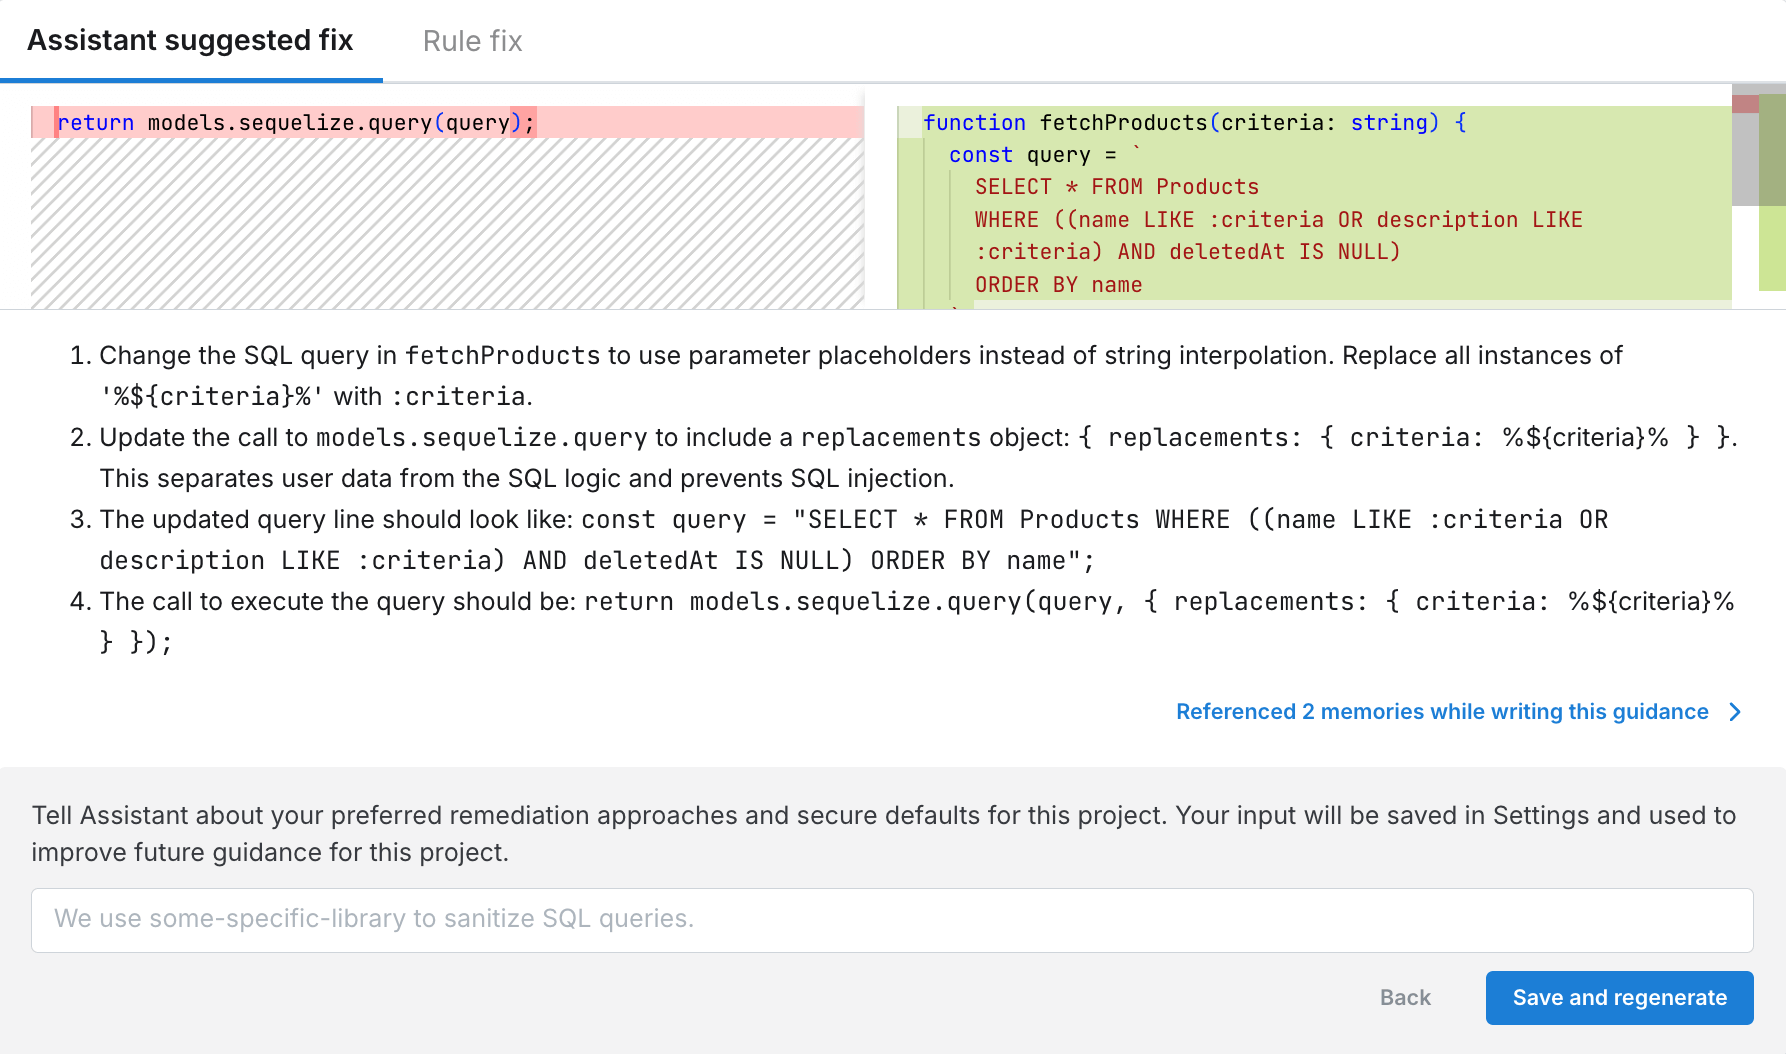 Assistant suggested fix
Rule fix
return models.sequelize.query(query);
function fetchProducts(criteria: string) {
const query = `
SELECT * FROM Products
WHERE ((name LIKE :criteria OR description LIKE
:criteria) AND deletedAt IS NULL)
ORDER BY name
1. Change the SQL query in fetchProducts to use parameter placeholders instead of string interpolation. Replace all instances of
'%${criteria}%' with :criteria.
2. Update the call to models.sequelize.query to include a replacements object: { replacements: { criteria: %${criteria}% } }.
This separates user data from the SQL logic and prevents SQL injection.
3. The updated query line should look like: const query = "SELECT * FROM Products WHERE ((name LIKE :criteria OR
description LIKE :criteria) AND deletedAt IS NULL) ORDER BY name";
4. The call to execute the query should be: return models.sequelize.query(query, { replacements: { criteria: %${criteria}%
} });
Referenced 2 memories while writing this guidance
Tell Assistant about your preferred remediation approaches and secure defaults for this project. Your input will be saved in Settings and used to
improve future guidance for this project.
We use some-specific-library to sanitize SQL queries.
Back
Save and regenerate